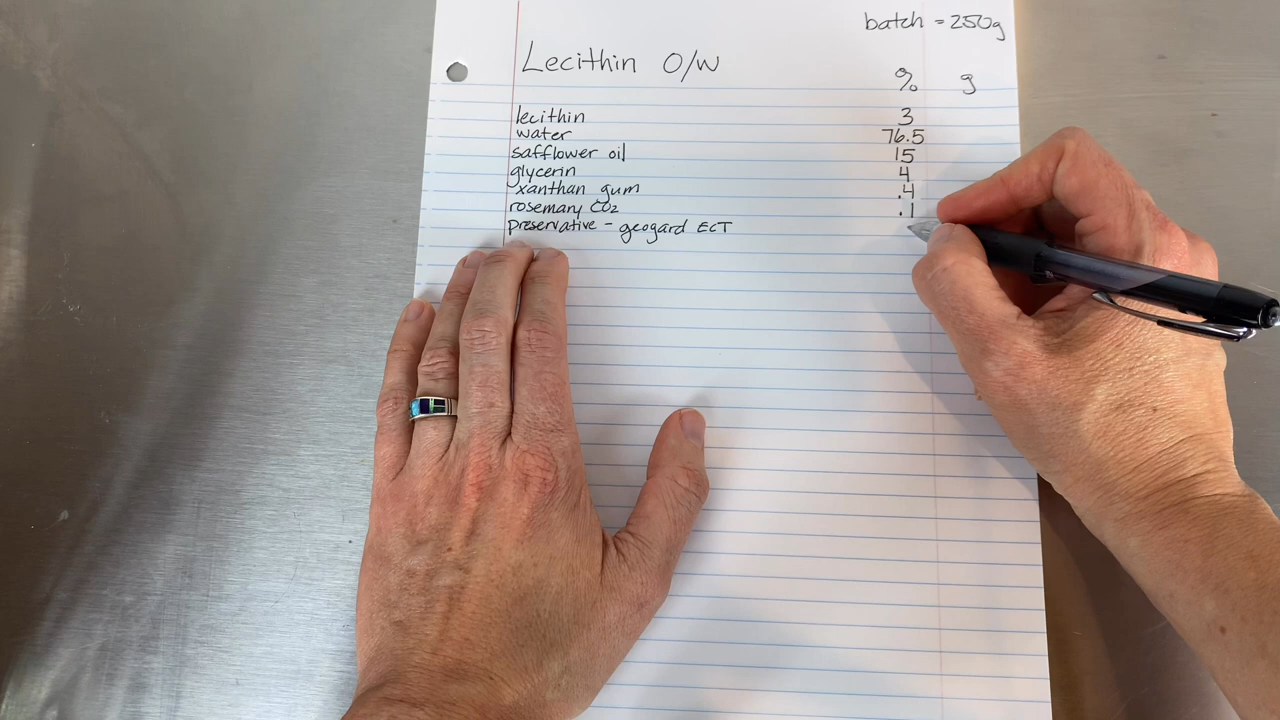 batch = 250g
Lecithin O/W
% g
lecithin 3
water 76.5
safflower oil 15
glycerin 4
xanthan gum .4
rosemary CO2 .1
preservative - geogard ECT